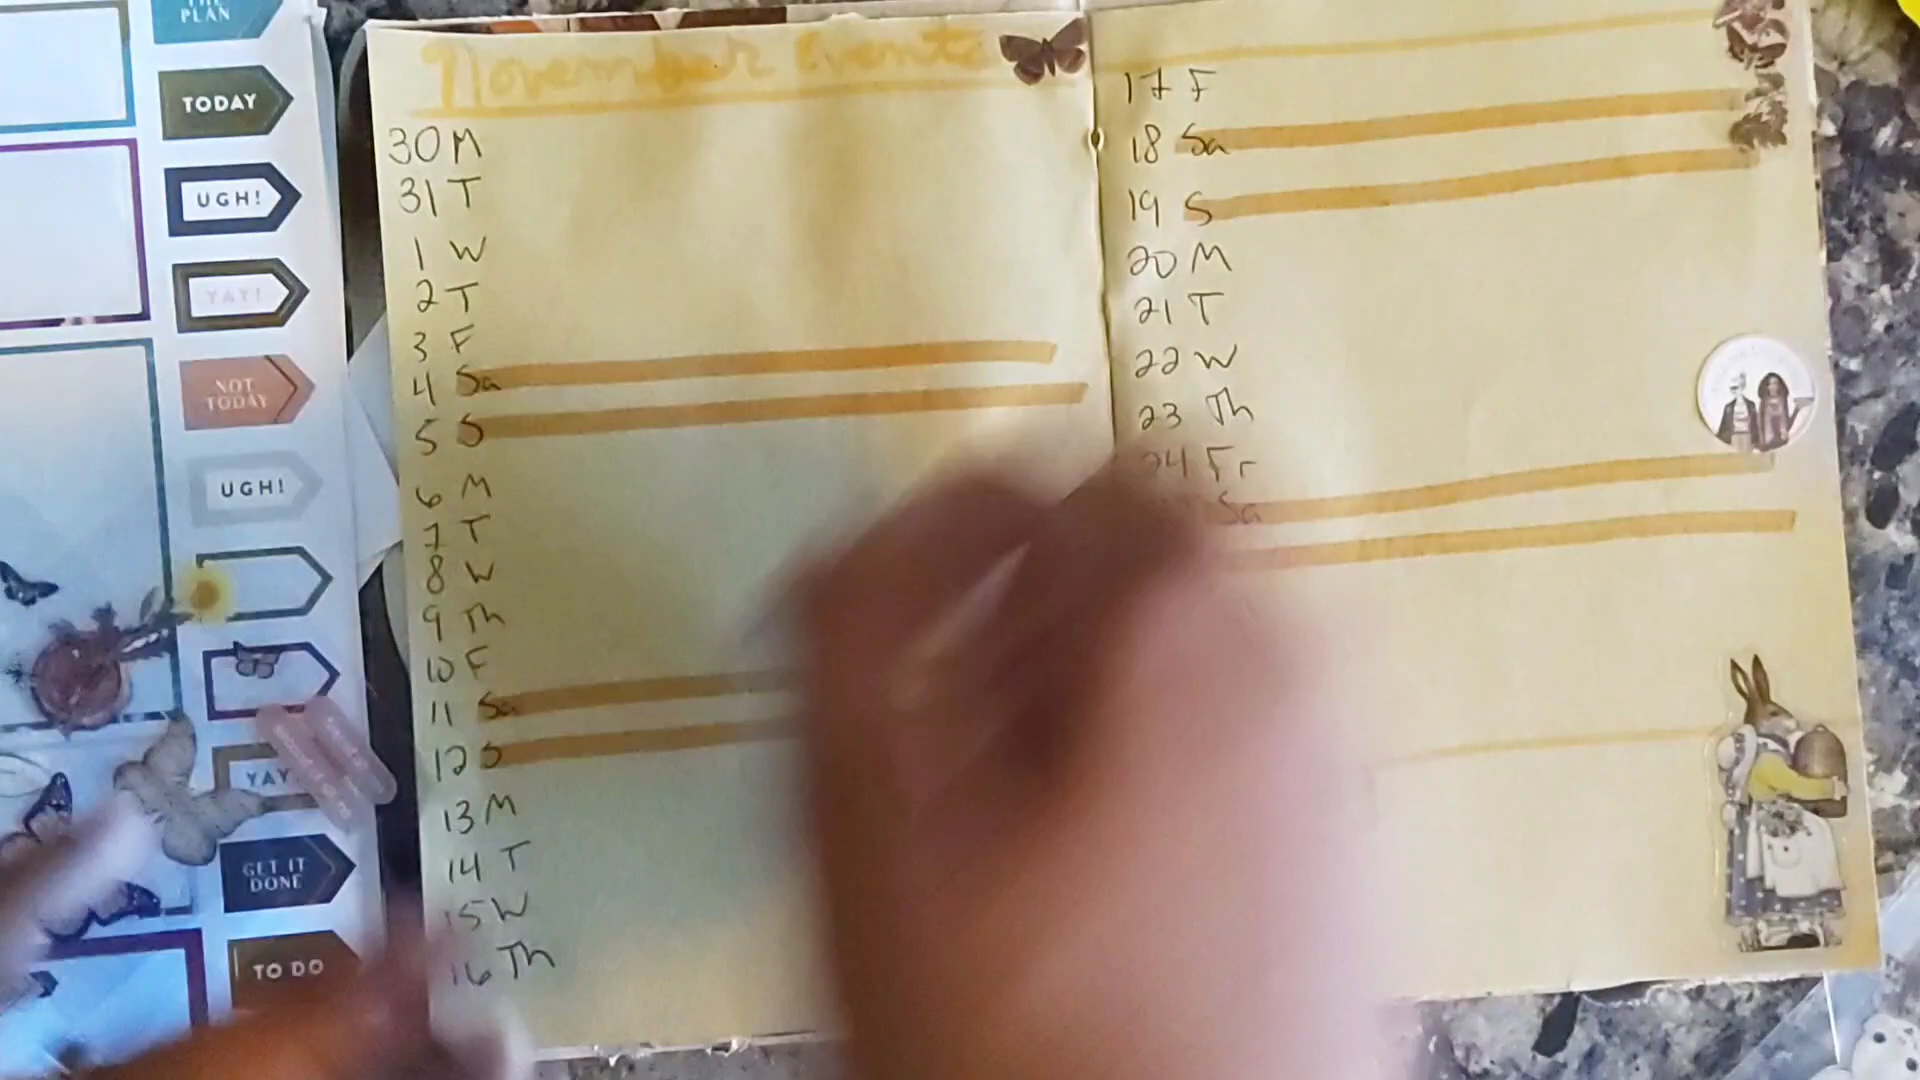 PLAN
TODAY
UGH!
YAY!
NOT
TODAY
UGH!
YAY
GET IT
DONE
TO DO
November Events
30 M
31 T
1 W
2 T
3 F
4 Sa
5 S
6 M
7 T
8 W
9 Th
10 F
11 Sa
12 S
13 M
14 T
15 W
16 Th
17 F
18 Sa
19 S
20 M
21 T
22 W
23 Th
24 Fr
Sa